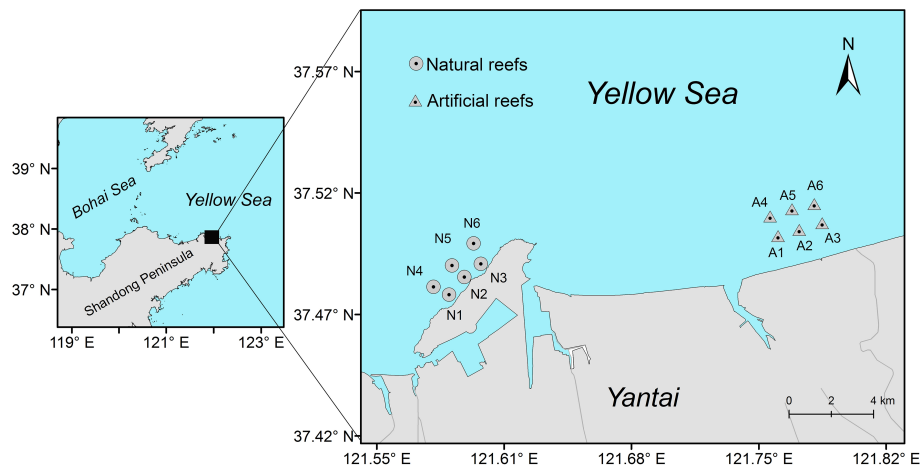 39° N
38° N
37° N
119° E
121° E
123° E
Bohai Sea
Yellow Sea
Shandong Peninsula
37.57° N
37.52° N
37.47° N
37.42° N
121.55° E
121.61° E
121.68° E
121.75° E
121.82° E
Natural reefs
Artificial reefs
Yellow Sea
N
N6
N5
N4
N3
N2
N1
A6
A5
A4
A3
A2
A1
Yantai
0 2 4 km